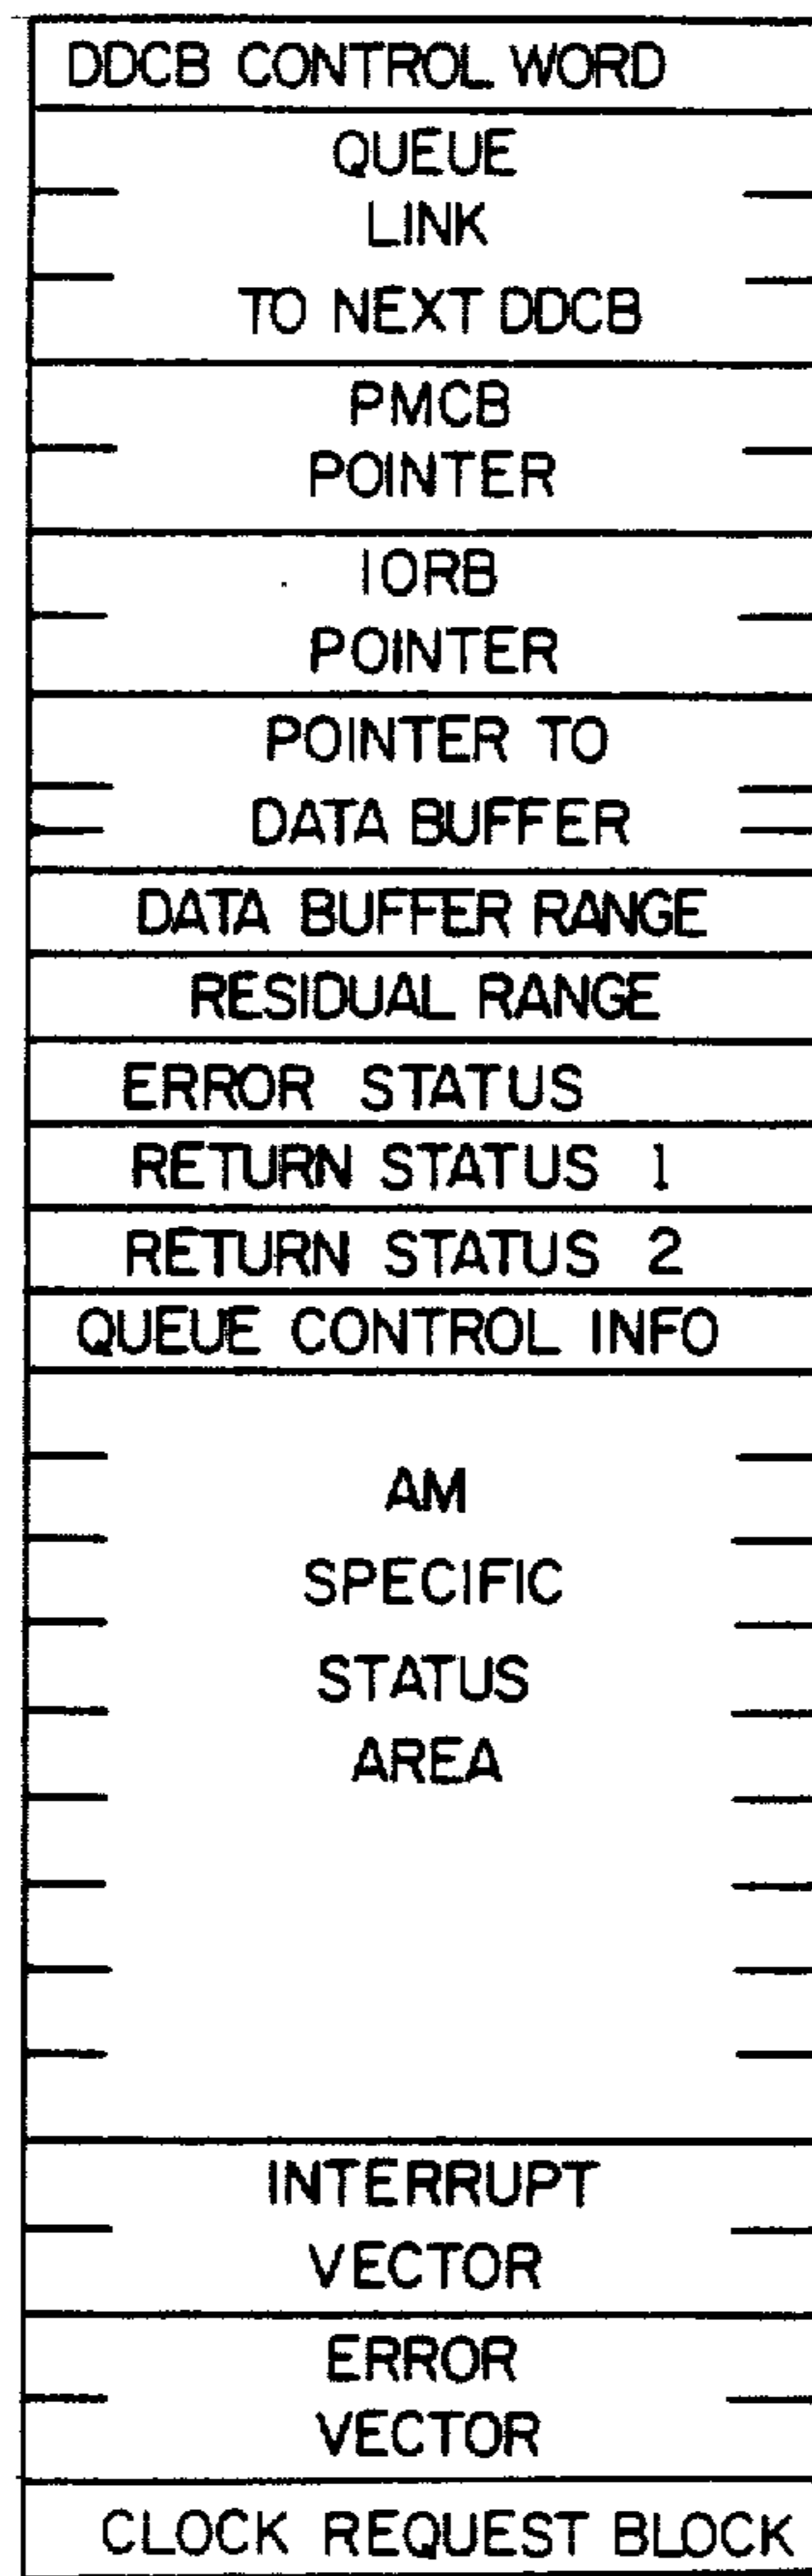 DDCB CONTROL WORD
QUEUE
LINK
TO NEXT DDCB
PMCB
POINTER
IORB
POINTER
POINTER TO
DATA BUFFER
DATA BUFFER RANGE
RESIDUAL RANGE
ERROR STATUS
RETURN STATUS 1
RETURN STATUS 2
QUEUE CONTROL INFO
AM
SPECIFIC
STATUS
AREA
INTERRUPT
VECTOR
ERROR
VECTOR
CLOCK REQUEST BLOCK